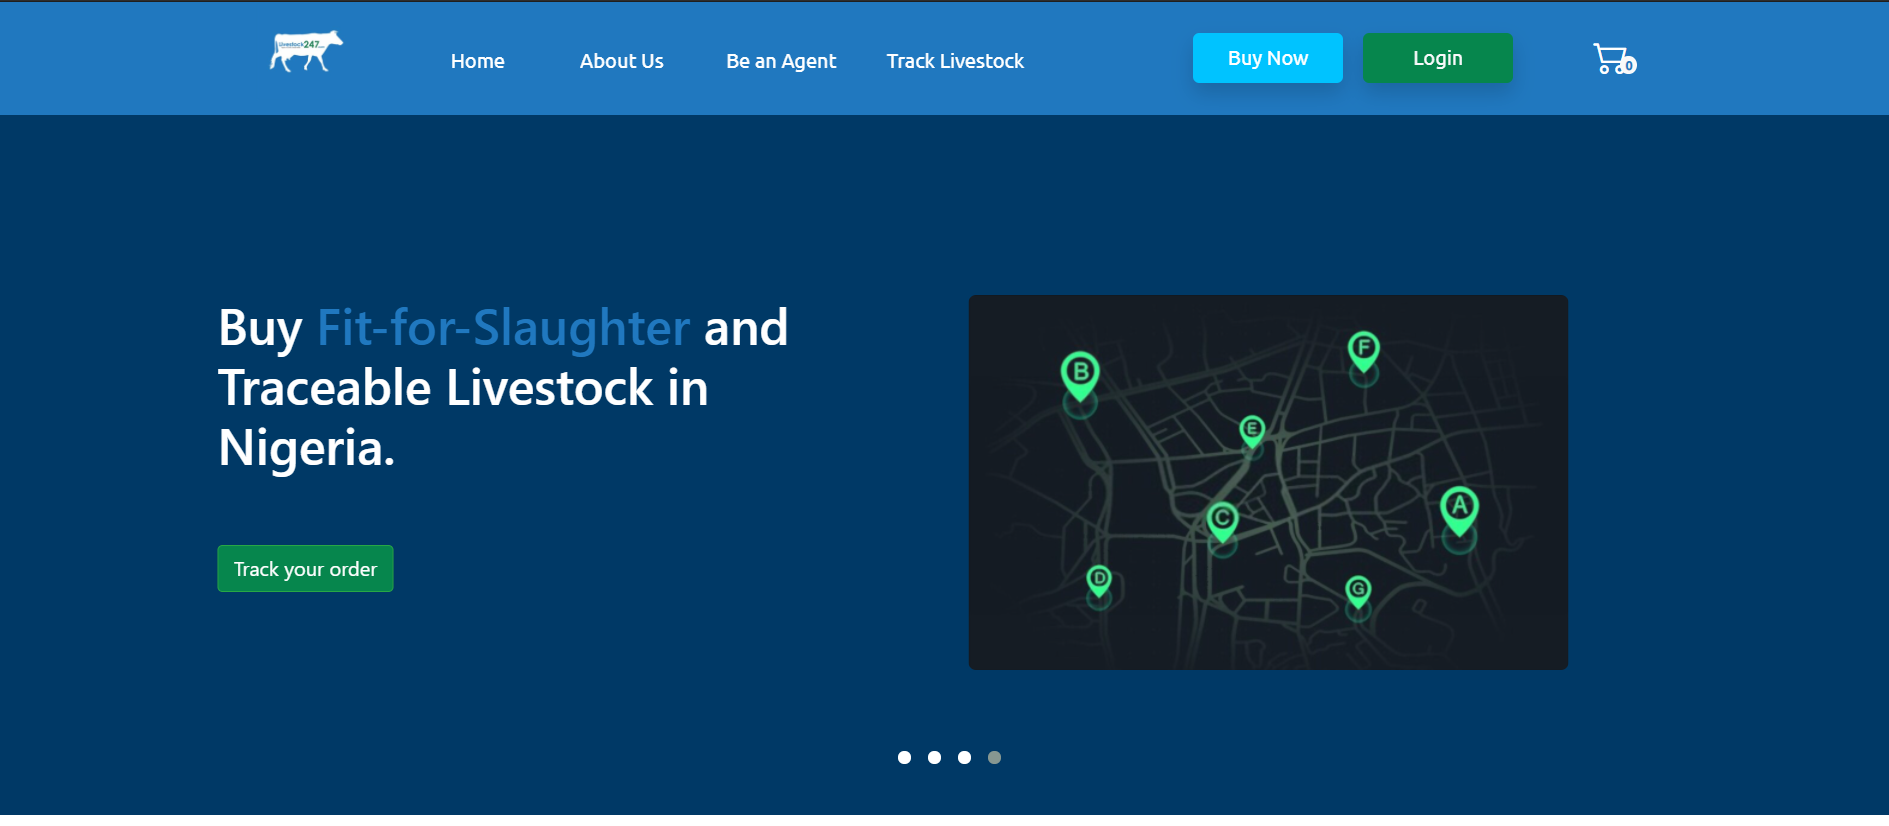 Livestock247
Home
About Us
Be an Agent
Track Livestock
Buy Now
Login
0
Buy Fit-for-Slaughter and
Traceable Livestock in
Nigeria.
Track your order
B
F
E
C
A
D
G